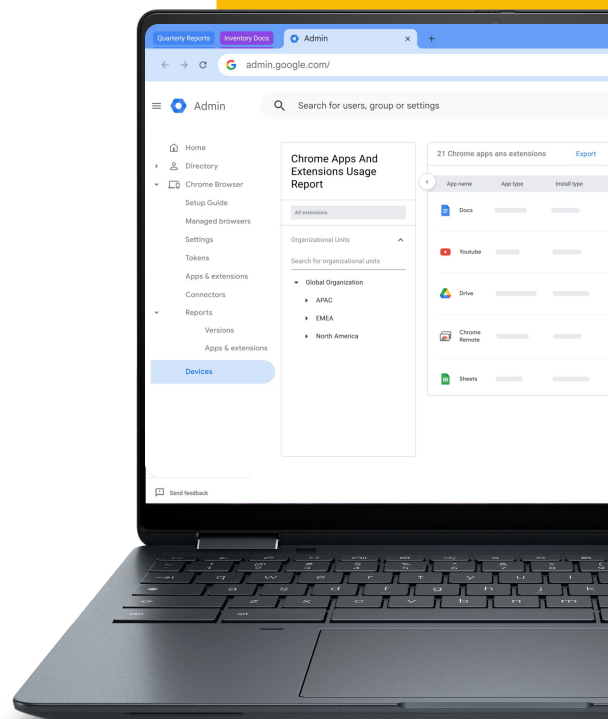 Quarterly Reports
Inventory Docs
Admin
×
+
admin.google.com/
Admin
Search for users, group or settings
Home
Directory
Chrome Browser
Setup Guide
Managed browsers
Settings
Tokens
Apps & extensions
Connectors
Reports
Versions
Apps & extensions
Devices
Send feedback
Chrome Apps And
Extensions Usage
Report
All extensions
Organizational Units
Search for organizational units
Global Organization
APAC
EMEA
North America
21 Chrome apps ans extensions
Export
App name
App type
Install type
Docs
Youtube
Drive
Chrome
Remote
Sheets
q w e r t y u i
a s d f g h j k
z x c v b n m
ctrl alt